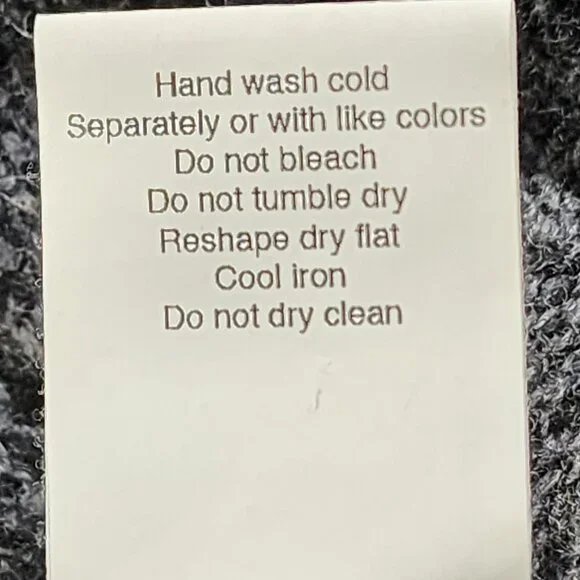 Hand wash cold
Separately or with like colors
Do not bleach
Do not tumble dry
Reshape dry flat
Cool iron
Do not dry clean